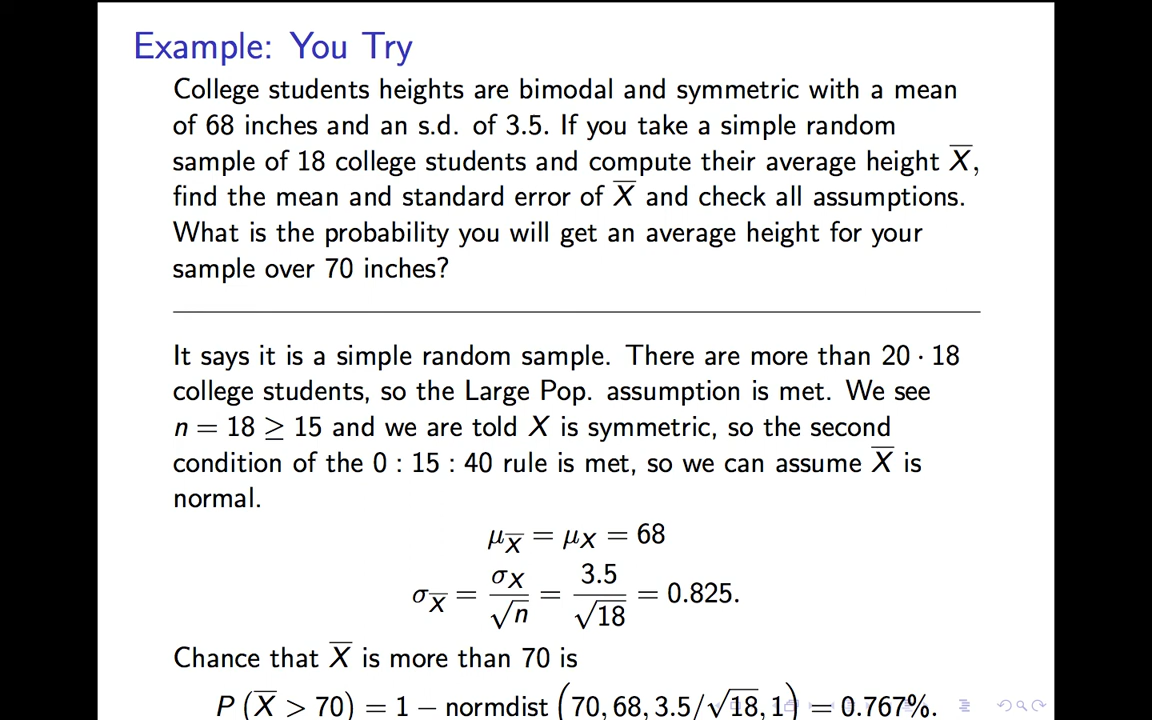 Example: You Try
College students heights are bimodal and symmetric with a mean
of 68 inches and an s.d. of 3.5. If you take a simple random
sample of 18 college students and compute their average height X̅,
find the mean and standard error of X̅ and check all assumptions.
What is the probability you will get an average height for your
sample over 70 inches?
It says it is a simple random sample. There are more than 20 · 18
college students, so the Large Pop. assumption is met. We see
n = 18 ≥ 15 and we are told X is symmetric, so the second
condition of the 0 : 15 : 40 rule is met, so we can assume X̅ is
normal.
μ_X̅ = μ_X = 68
σ_X̅ = σ_X/√n = 3.5/√18 = 0.825.
Chance that X̅ is more than 70 is
P (X̅ > 70) = 1 − normdist (70, 68, 3.5/√18, 1) = 0.767%.